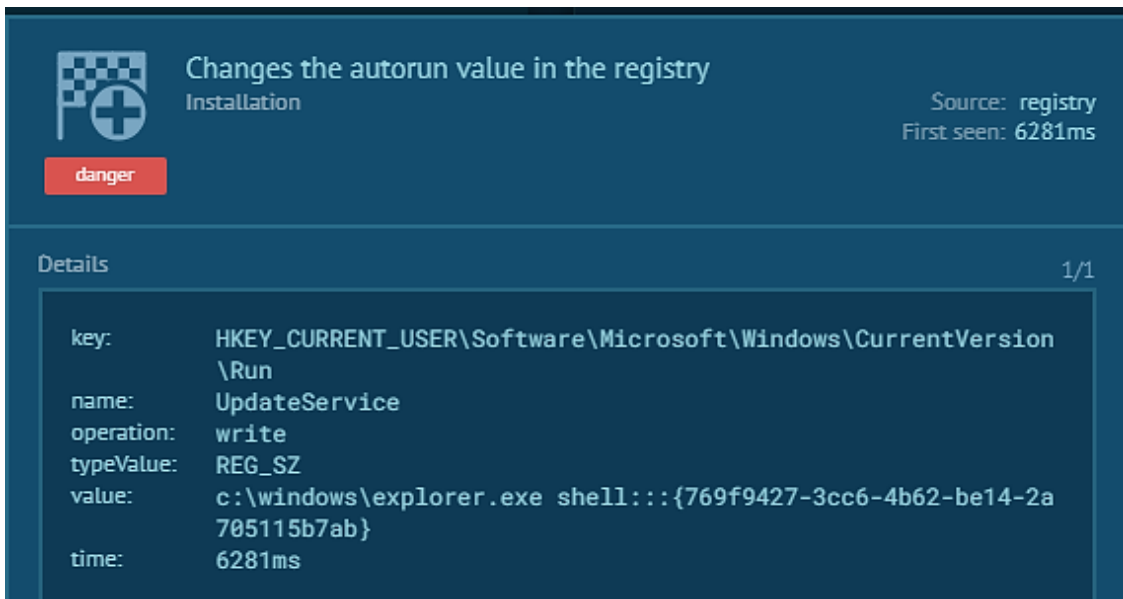 Changes the autorun value in the registry
Installation
Source: registry
First seen: 6281ms
danger
Details
1/1
key: HKEY_CURRENT_USER\Software\Microsoft\Windows\CurrentVersion
\Run
name: UpdateService
operation: write
typeValue: REG_SZ
value: c:\windows\explorer.exe shell:::{769f9427-3cc6-4b62-be14-2a
705115b7ab}
time: 6281ms